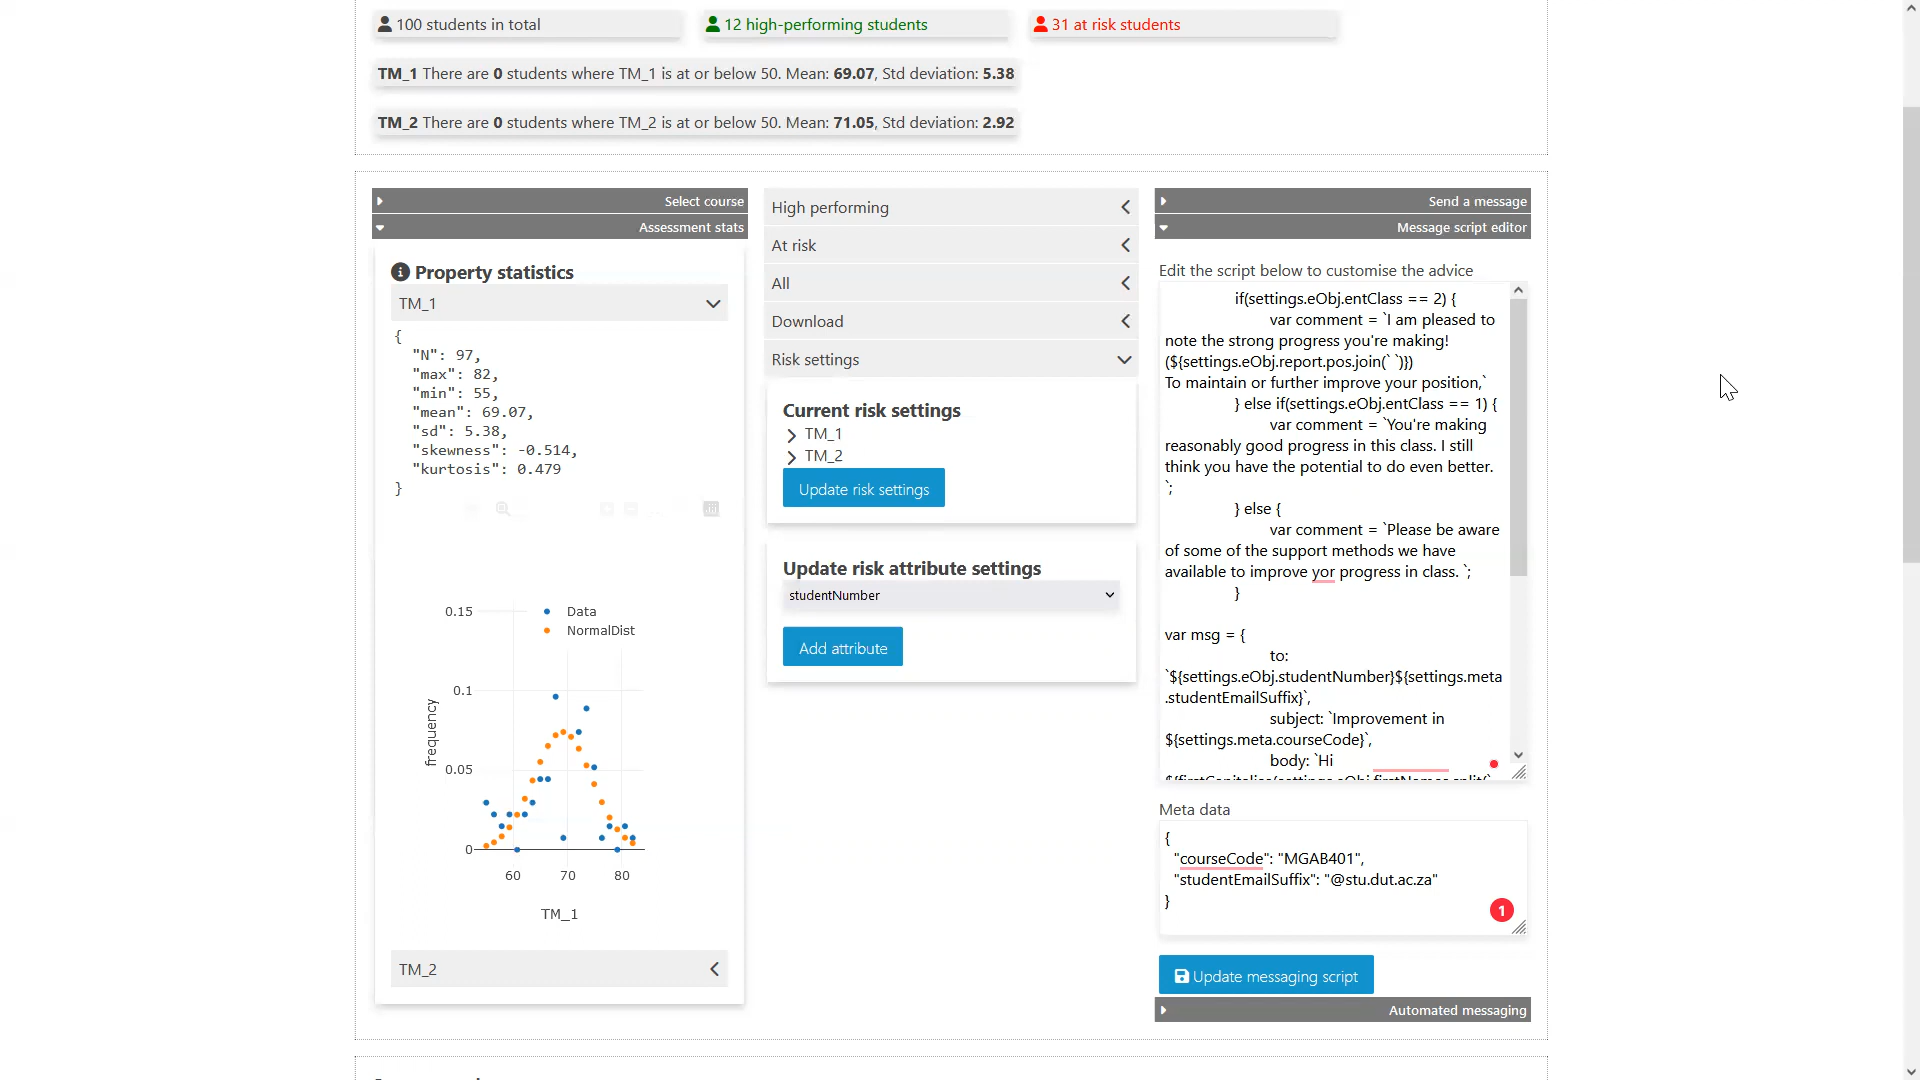 100 students in total
12 high-performing students
31 at risk students
TM_1 There are 0 students where TM_1 is at or below 50. Mean: 69.07, Std deviation: 5.38
TM_2 There are 0 students where TM_2 is at or below 50. Mean: 71.05, Std deviation: 2.92
Select course
Assessment stats
Property statistics
TM_1
{
"N": 97,
"max": 82,
"min": 55,
"mean": 69.07,
"sd": 5.38,
"skewness": -0.514,
"kurtosis": 0.479
}
0.15
0.1
0.05
0
frequency
Data
NormalDist
60
70
80
TM_1
TM_2
High performing
At risk
All
Download
Risk settings
Current risk settings
TM_1
TM_2
Update risk settings
Update risk attribute settings
studentNumber
Add attribute
Send a message
Message script editor
Edit the script below to customise the advice
if(settings.eObj.entClass == 2) {
var comment = `I am pleased to
note the strong progress you're making!
(${settings.eObj.report.pos.join(` `)})
To maintain or further improve your position,`
} else if(settings.eObj.entClass == 1) {
var comment = `You're making
reasonably good progress in this class. I still
think you have the potential to do even better.
`;
} else {
var comment = `Please be aware
of some of the support methods we have
available to improve yor progress in class. `;
}
var msg = {
to:
`${settings.eObj.studentNumber}${settings.meta
.studentEmailSuffix}`,
subject: `Improvement in
${settings.meta.courseCode}`,
body: `Hi
Meta data
{
"courseCode": "MGAB401",
"studentEmailSuffix": "@stu.dut.ac.za"
}
1
Update messaging script
Automated messaging